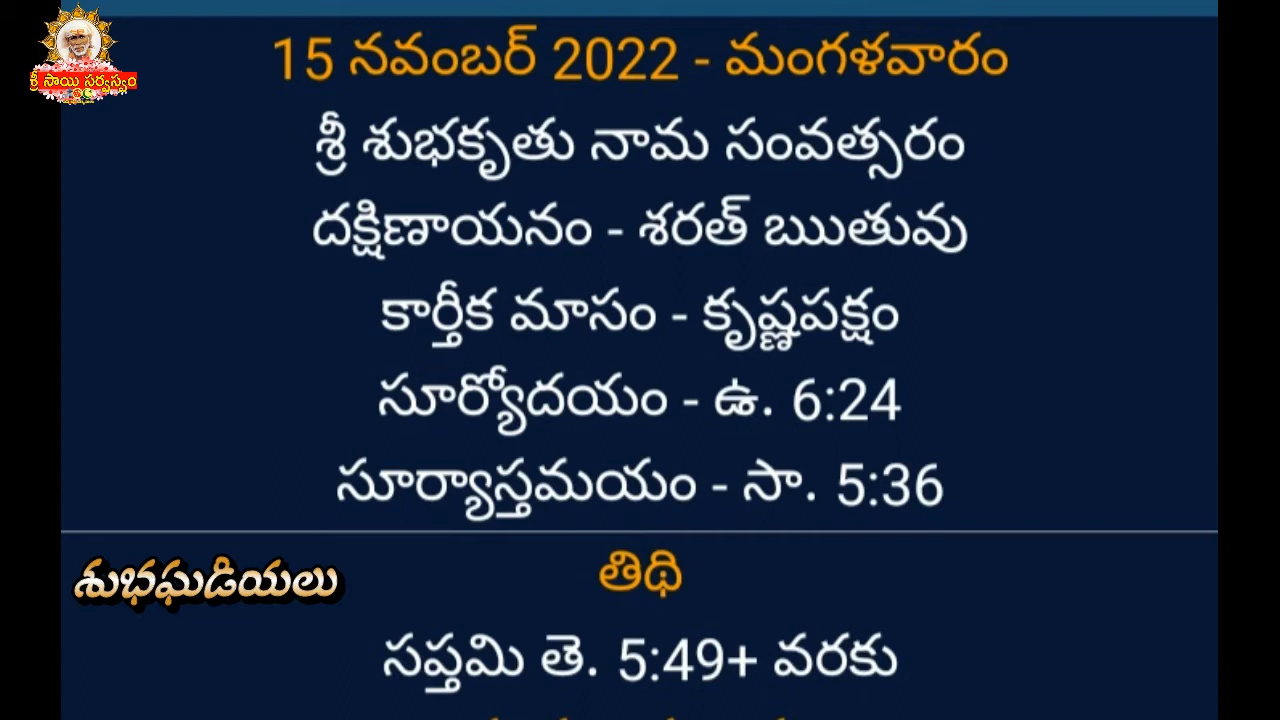 శ్రీ సాయి సర్వస్వం
15 నవంబర్ 2022 - మంగళవారం
శ్రీ శుభకృతు నామ సంవత్సరం
దక్షిణాయనం - శరత్ ఋతువు
కార్తీక మాసం - కృష్ణపక్షం
సూర్యోదయం - ఉ. 6:24
సూర్యాస్తమయం - సా. 5:36
శుభఘడియలు
తిథి
సప్తమి తె. 5:49+ వరకు